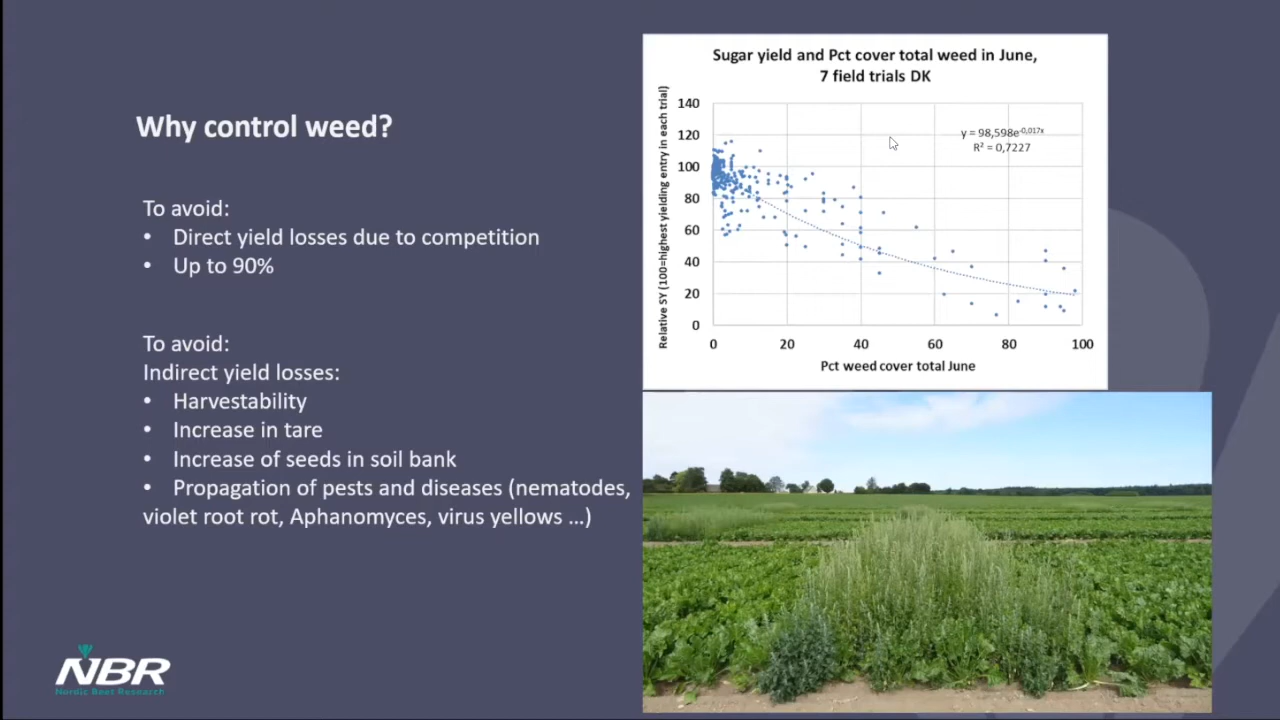 Why control weed?
To avoid:
• Direct yield losses due to competition
• Up to 90%
To avoid:
Indirect yield losses:
• Harvestability
• Increase in tare
• Increase of seeds in soil bank
• Propagation of pests and diseases (nematodes,
violet root rot, Aphanomyces, virus yellows ...)
NBR
Nordic Beet Research
Sugar yield and Pct cover total weed in June,
7 field trials DK
Relative SY (100=highest yielding entry in each trial)
140
120
100
80
60
40
20
0
y = 98,598e^-0,017x
R² = 0,7227
0 20 40 60 80 100
Pct weed cover total June